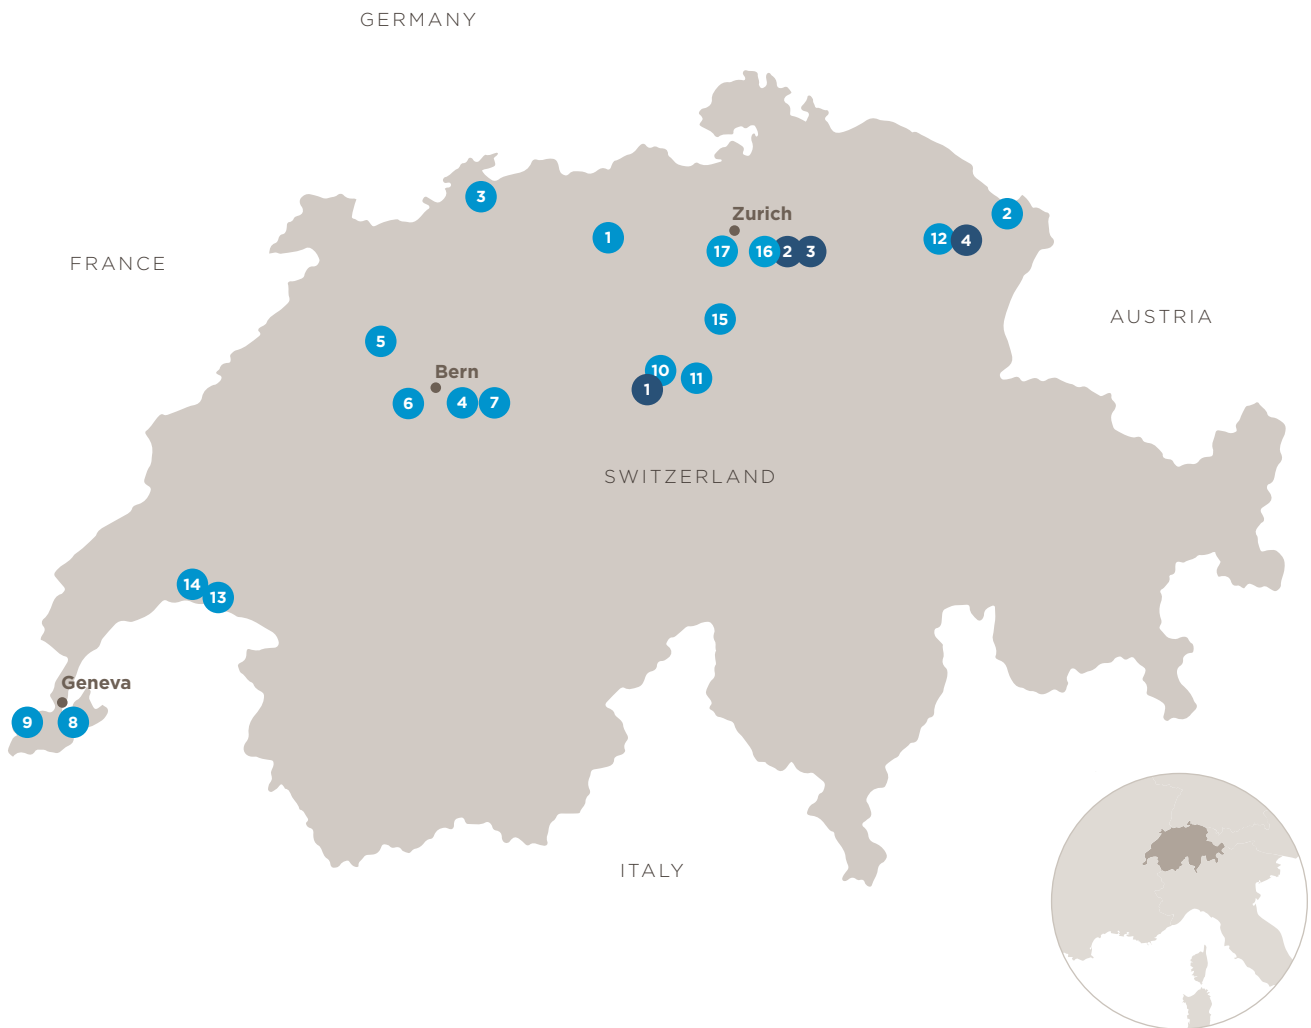 GERMANY
3
Zurich
2
1
17
16
2
3
12
4
FRANCE
AUSTRIA
15
5
Bern
10
11
1
6
4
7
SWITZERLAND
14
13
Geneva
9
8
ITALY